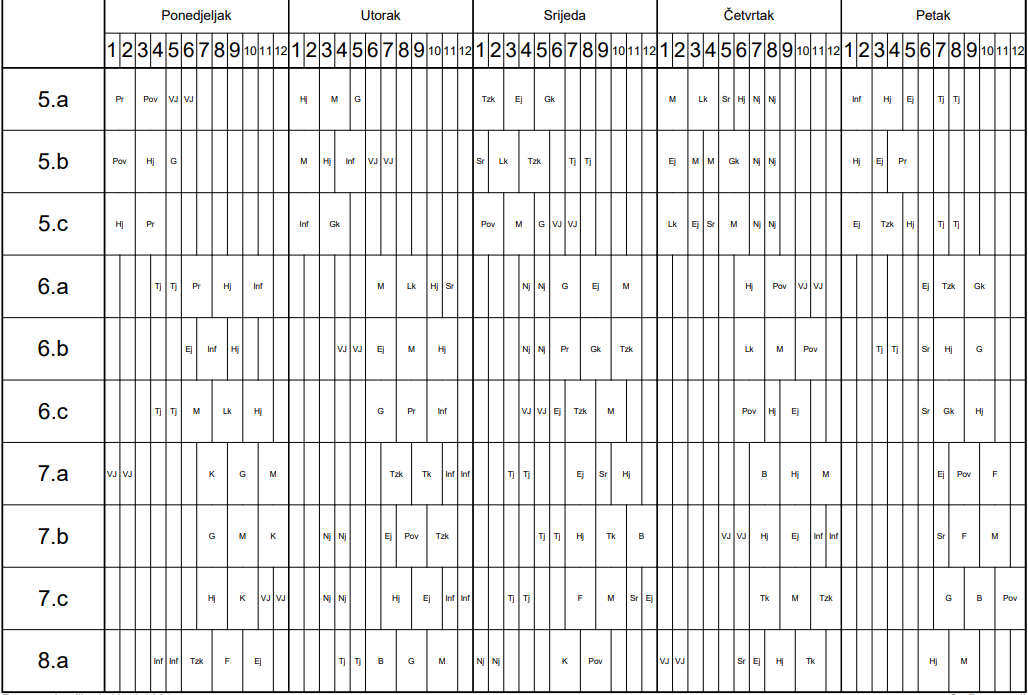 Ponedjeljak Utorak Srijeda Četvrtak Petak
1 2 3 4 5 6 7 8 9 10 11 12 1 2 3 4 5 6 7 8 9 10 11 12 1 2 3 4 5 6 7 8 9 10 11 12 1 2 3 4 5 6 7 8 9 10 11 12 1 2 3 4 5 6 7 8 9 10 11 12
5.a Pr Pov VJ VJ Hj M G Tzk Ej Gk M Lk Sr Hj Nj Nj Inf Hj Ej Tj Tj
5.b Pov Hj G M Hj Inf VJ VJ Sr Lk Tzk Tj Tj Ej M M Gk Nj Nj Hj Ej Pr
5.c Hj Pr Inf Gk Pov M G VJ VJ Lk Ej Sr M Nj Nj Ej Tzk Hj Tj Tj
6.a Tj Tj Pr Hj Inf M Lk Hj Sr Nj Nj G Ej M Hj Pov VJ VJ Ej Tzk Gk
6.b Ej Inf Hj VJ VJ Ej M Hj Nj Nj Pr Gk Tzk Lk M Pov Tj Tj Sr Hj G
6.c Tj Tj M Lk Hj G Pr Inf VJ VJ Ej Tzk M Pov Hj Ej Sr Gk Hj
7.a VJ VJ K G M Tzk Tk Inf Inf Tj Tj Ej Sr Hj B Hj M Ej Pov F
7.b G M K Nj Nj Ej Pov Tzk Tj Tj Hj Tk B VJ VJ Hj Ej Inf Inf Sr F M
7.c Hj K VJ VJ Nj Nj Hj Ej Inf Inf Tj Tj F M Sr Ej Tk M Tzk G B Pov
8.a Inf Inf Tzk F Ej Tj Tj B G M Nj Nj K Pov VJ VJ Sr Ej Hj Tk Hj M